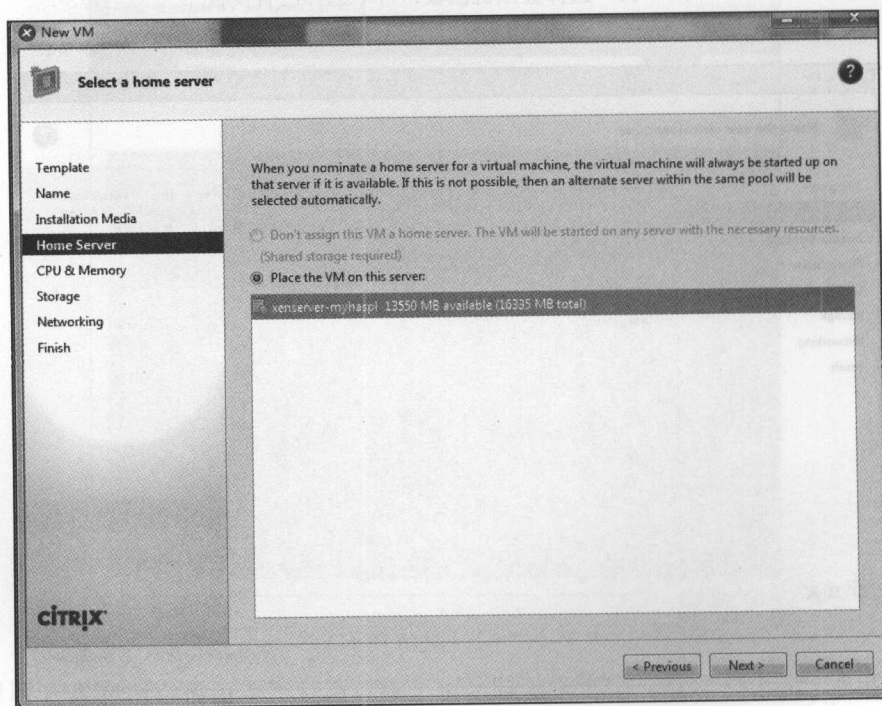 New VM
Select a home server
?
Template
Name
Installation Media
Home Server
CPU & Memory
Storage
Networking
Finish
When you nominate a home server for a virtual machine, the virtual machine will always be started up on
that server if it is available. If this is not possible, then an alternate server within the same pool will be
selected automatically.
Don't assign this VM a home server. The VM will be started on any server with the necessary resources.
(Shared storage required)
Place the VM on this server:
xenserver-myhaspl 13550 MB available (16335 MB total)
CİTRIX
< Previous
Next >
Cancel